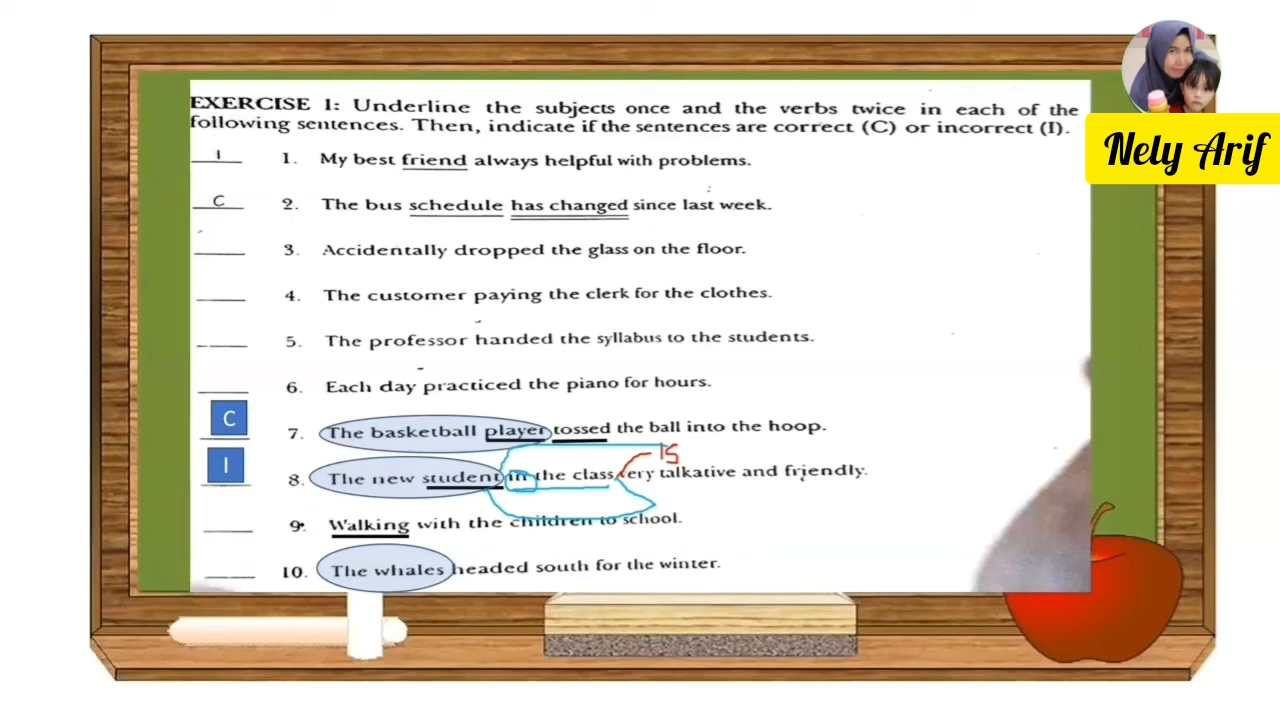 EXERCISE 1: Underline the subjects once and the verbs twice in each of the
following sentences. Then, indicate if the sentences are correct (C) or incorrect (I).
Nely Arif
I 1. My best friend always helpful with problems.
C 2. The bus schedule has changed since last week.
3. Accidentally dropped the glass on the floor.
4. The customer paying the clerk for the clothes.
5. The professor handed the syllabus to the students.
6. Each day practiced the piano for hours.
C 7. The basketball player tossed the ball into the hoop.
is
I 8. The new student in the class very talkative and friendly.
9. Walking with the children to school.
10. The whales headed south for the winter.